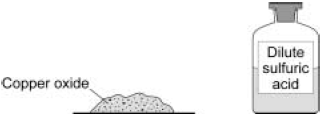 Copper oxide
Dilute
sulfuric
acid